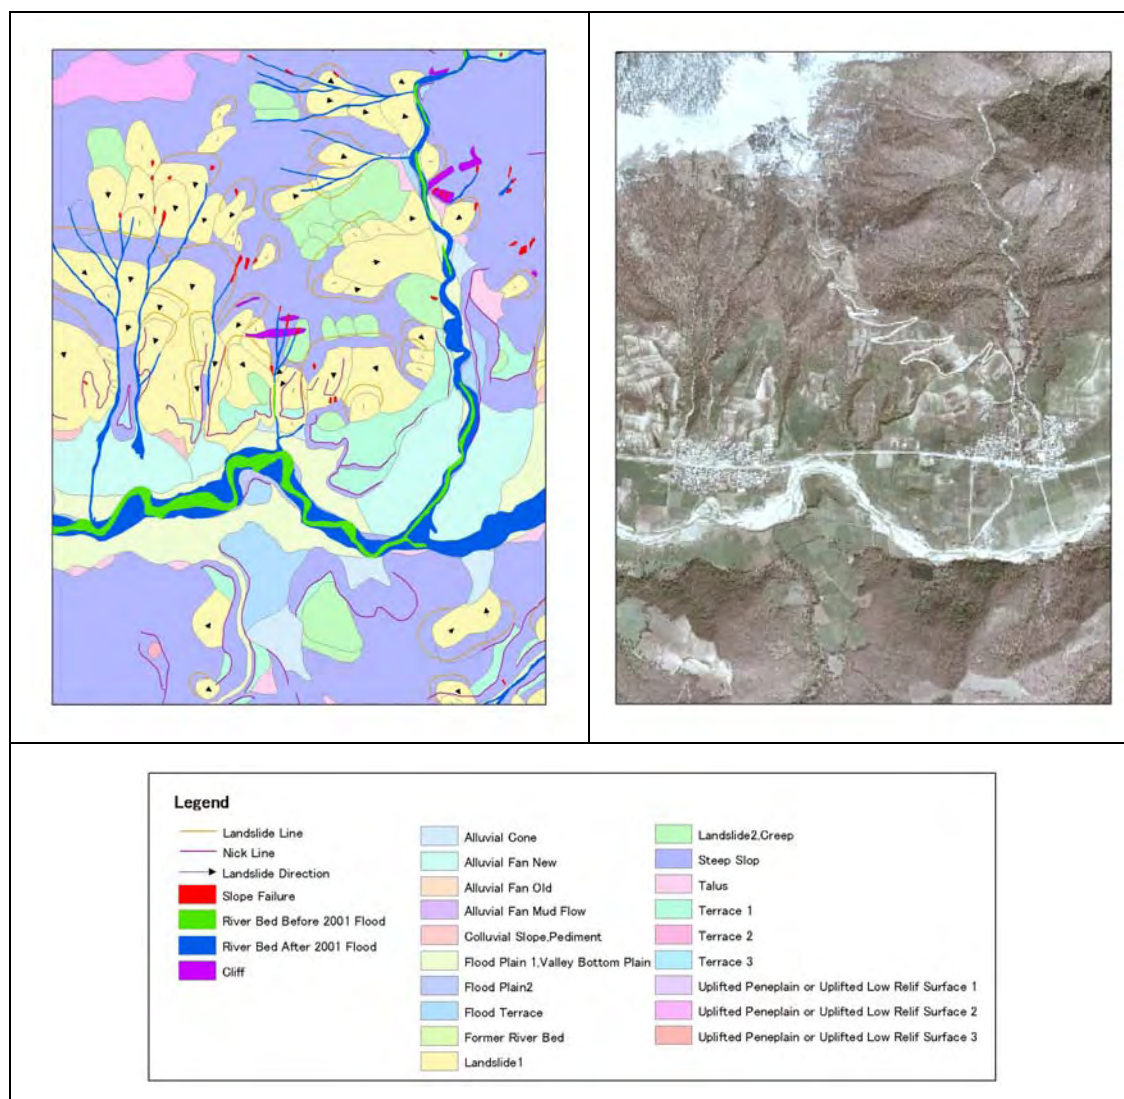 Legend
Landslide Line
Nick Line
Landslide Direction
Slope Failure
River Bed Before 2001 Flood
River Bed After 2001 Flood
Cliff
Alluvial Cone
Alluvial Fan New
Alluvial Fan Old
Alluvial Fan Mud Flow
Colluvial Slope,Pediment
Flood Plain 1,Valley Bottom Plain
Flood Plain2
Flood Terrace
Former River Bed
Landslide1
Landslide2,Creep
Steep Slop
Talus
Terrace 1
Terrace 2
Terrace 3
Uplifted Peneplain or Uplifted Low Relif Surface 1
Uplifted Peneplain or Uplifted Low Relif Surface 2
Uplifted Peneplain or Uplifted Low Relif Surface 3